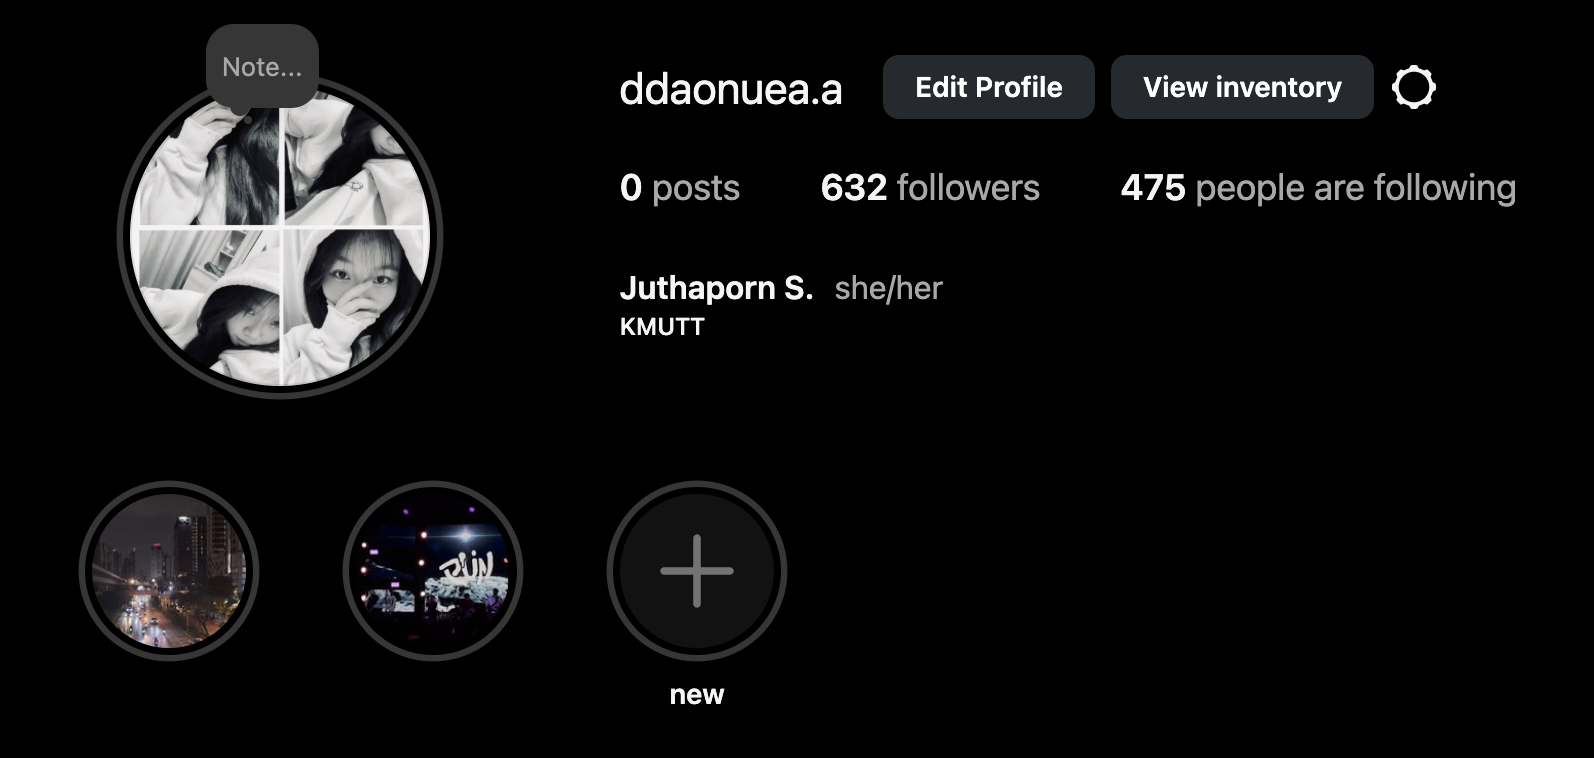 Note...
ddaonuea.a Edit Profile View inventory
0 posts 632 followers 475 people are following
Juthaporn S. she/her
KMUTT
new